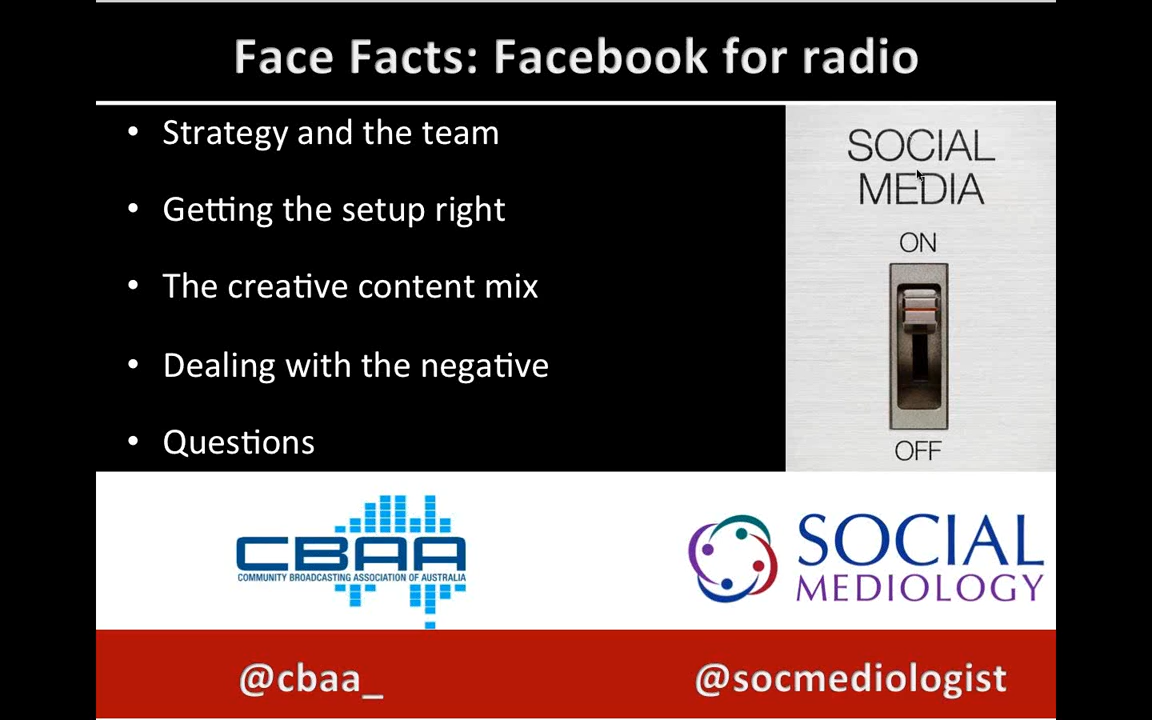 Face Facts: Facebook for radio
• Strategy and the team
• Getting the setup right
• The creative content mix
• Dealing with the negative
• Questions
SOCIAL
MEDIA
ON
OFF
CBAA
COMMUNITY BROADCASTING ASSOCIATION OF AUSTRALIA
SOCIAL
MEDIOLOGY
@cbaa_
@socmediologist